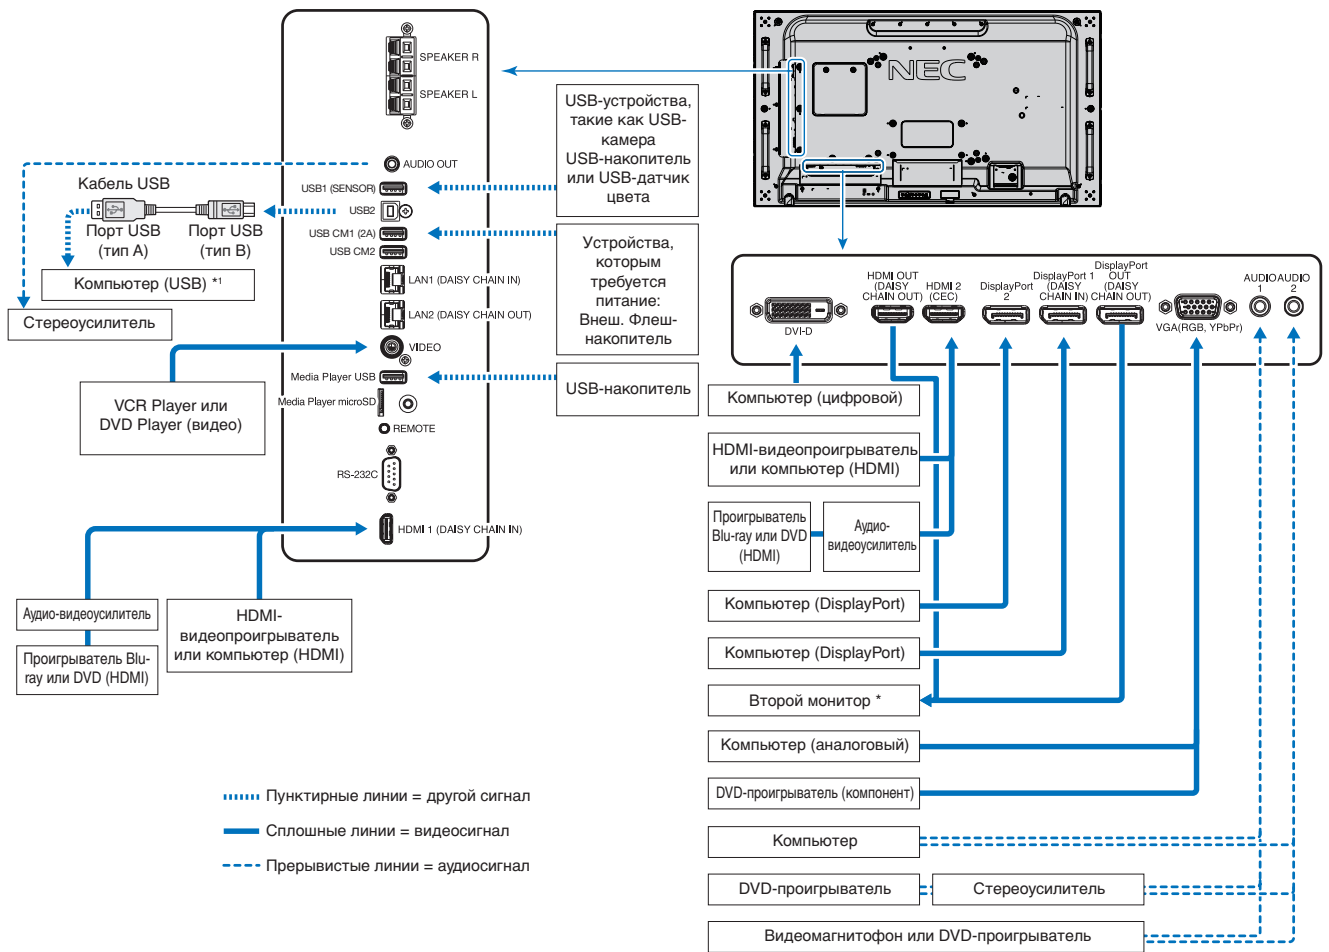 SPEAKER R
SPEAKER L
AUDIO OUT
USB1 (SENSOR)
USB2
USB CM1 (2A)
USB CM2
LAN1 (DAISY CHAIN IN)
LAN2 (DAISY CHAIN OUT)
VIDEO
Media Player USB
Media Player microSD
REMOTE
RS-232C
HDMI 1 (DAISY CHAIN IN)
Кабель USB
Порт USB
(тип A)
Порт USB
(тип B)
Компьютер (USB) *1
Стереоусилитель
VCR Player или
DVD Player (видео)
Аудио-видеоусилитель
Проигрыватель Blu-
ray или DVD (HDMI)
HDMI-
видеопроигрыватель
или компьютер (HDMI)
USB-устройства,
такие как USB-
камера
USB-накопитель
или USB-датчик
цвета
Устройства,
которым
требуется
питание:
Внеш. Флеш-
накопитель
USB-накопитель
NEC
DVI-D
HDMI OUT
(DAISY
CHAIN OUT)
HDMI 2
(CEC)
DisplayPort
2
DisplayPort 1
(DAISY
CHAIN IN)
DisplayPort
OUT
(DAISY
CHAIN OUT)
VGA(RGB, YPbPr)
AUDIO
1
AUDIO
2
Компьютер (цифровой)
HDMI-видеопроигрыватель
или компьютер (HDMI)
Проигрыватель
Blu-ray или DVD
(HDMI)
Аудио-
видеоусилитель
Компьютер (DisplayPort)
Компьютер (DisplayPort)
Второй монитор *
Компьютер (аналоговый)
DVD-проигрыватель (компонент)
Компьютер
DVD-проигрыватель
Стереоусилитель
Видеомагнитофон или DVD-проигрыватель
Пунктирные линии = другой сигнал
Сплошные линии = видеосигнал
Прерывистые линии = аудиосигнал